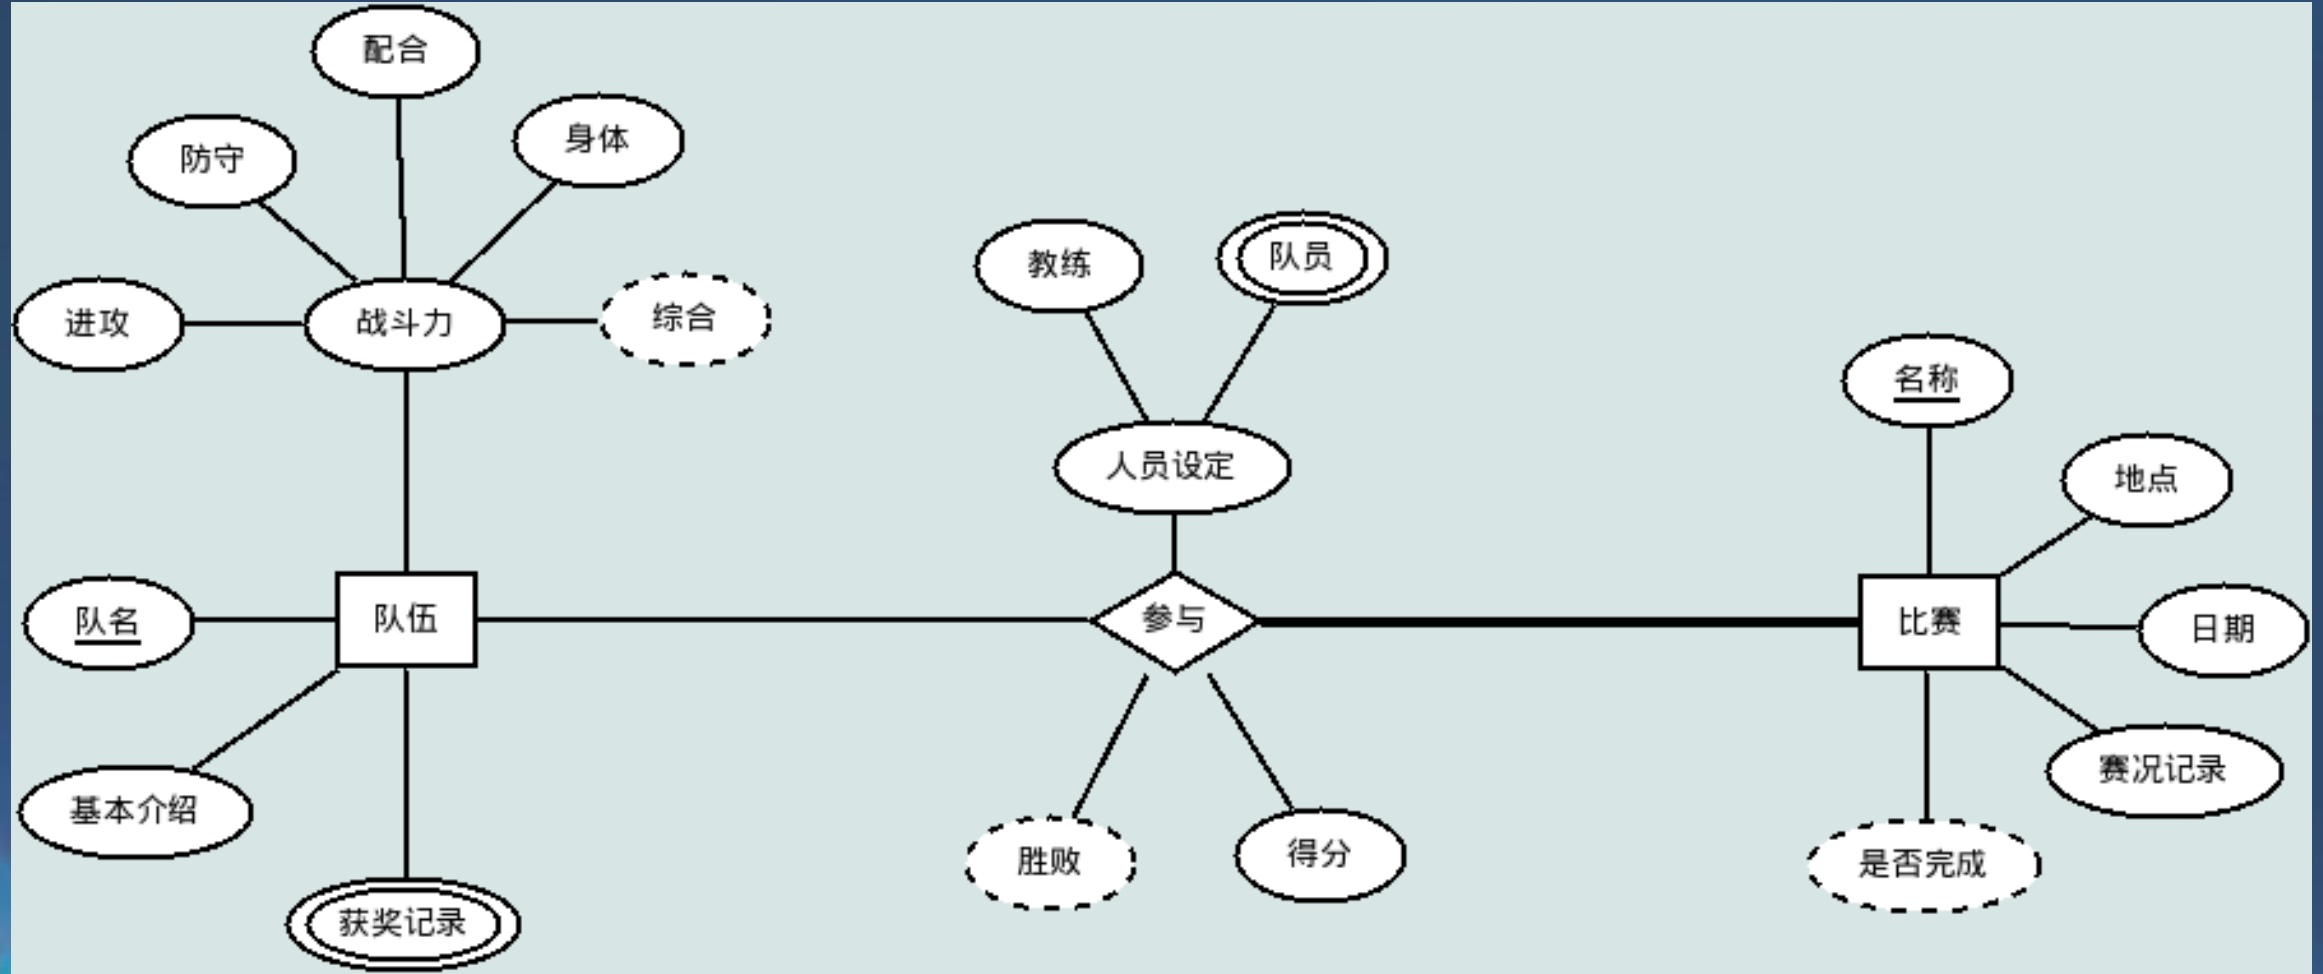 配合
身体
防守
进攻
战斗力
综合
教练
队员
名称
人员设定
地点
队名
队伍
参与
比赛
日期
基本介绍
赛况记录
胜败
得分
是否完成
获奖记录